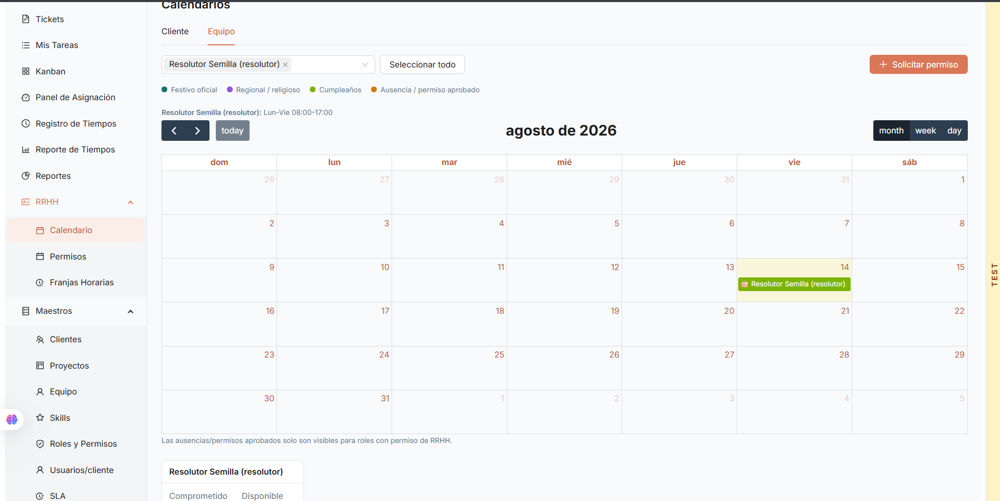 Calendarios
Tickets
Mis Tareas
Kanban
Panel de Asignación
Registro de Tiempos
Reporte de Tiempos
Reportes
RRHH
Calendario
Permisos
Franjas Horarias
Maestros
Clientes
Proyectos
Equipo
Skills
Roles y Permisos
Usuarios/cliente
SLA
Cliente Equipo
Resolutor Semilla (resolutor) Seleccionar todo
Solicitar permiso
Festivo oficial Regional / religioso Cumpleaños Ausencia / permiso aprobado
Resolutor Semilla (resolutor): Lun-Vie 08:00-17:00
today agosto de 2026 month week day
dom lun mar mié jue vie sáb
26 27 28 29 30 31 1
2 3 4 5 6 7 8
9 10 11 12 13 14 15
Resolutor Semilla (resolutor)
16 17 18 19 20 21 22
23 24 25 26 27 28 29
30 31 1 2 3 4 5
Las ausencias/permisos aprobados solo son visibles para roles con permiso de RRHH.
Resolutor Semilla (resolutor)
Comprometido Disponible
TEST